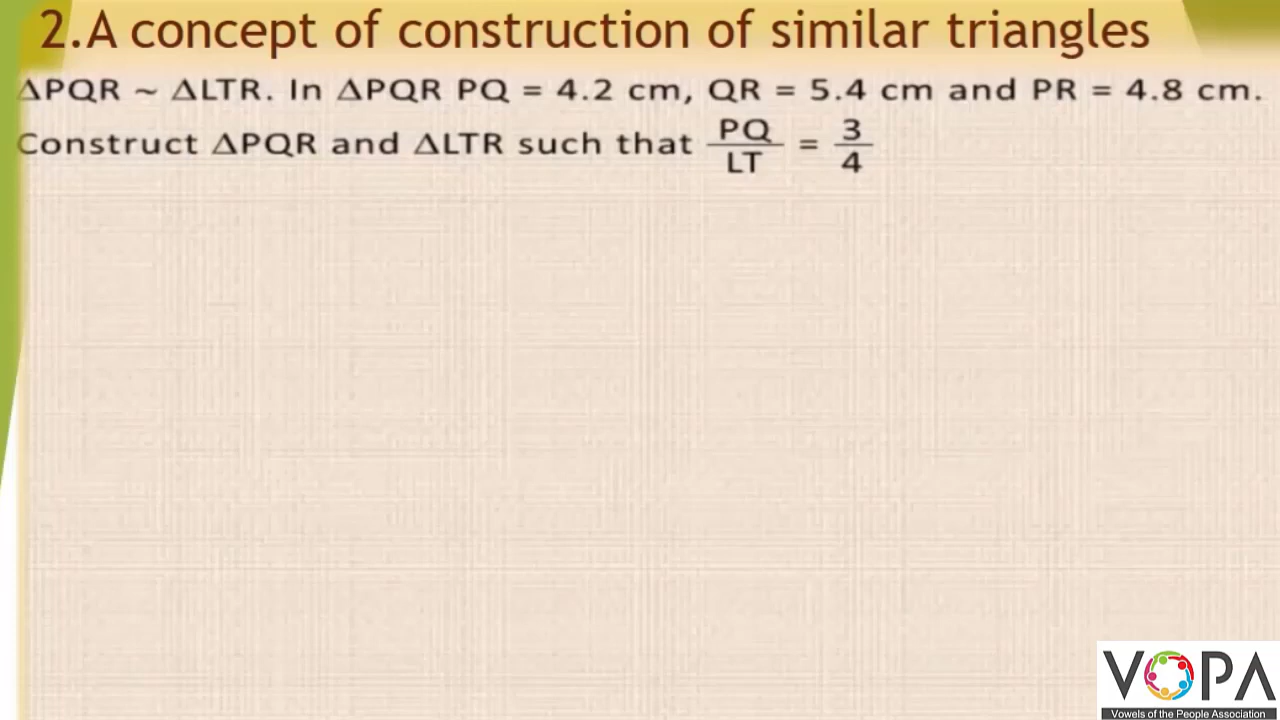 2.A concept of construction of similar triangles
ΔPQR ~ ΔLTR. In ΔPQR PQ = 4.2 cm, QR = 5.4 cm and PR = 4.8 cm.
Construct ΔPQR and ΔLTR such that PQ/LT = 3/4
VOPA
Vowels of the People Association